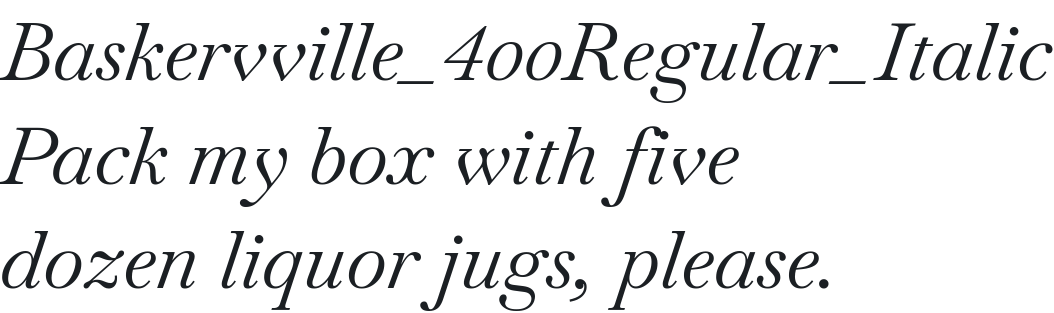 Baskervville_400Regular_Italic
Pack my box with five
dozen liquor jugs, please.